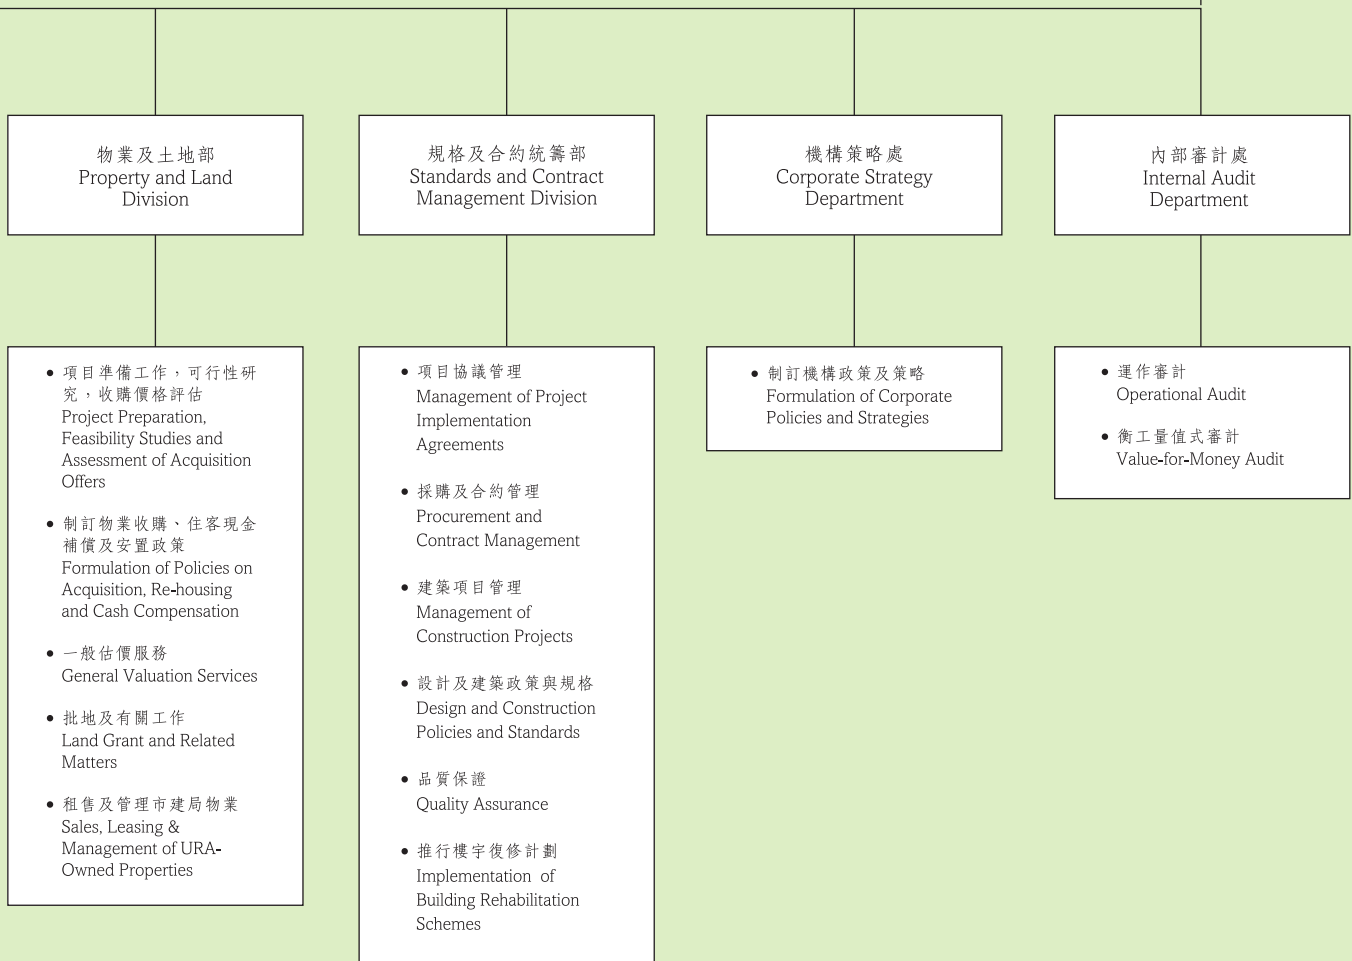 物業及土地部
Property and Land
Division
規格及合約統籌部
Standards and Contract
Management Division
機構策略處
Corporate Strategy
Department
內部審計處
Internal Audit
Department
• 項目準備工作，可行性研
究，收購價格評估
Project Preparation,
Feasibility Studies and
Assessment of Acquisition
Offers
• 制訂物業收購、住客現金
補償及安置政策
Formulation of Policies on
Acquisition, Re-housing
and Cash Compensation
• 一般估價服務
General Valuation Services
• 批地及有關工作
Land Grant and Related
Matters
• 租售及管理市建局物業
Sales, Leasing &
Management of URA-
Owned Properties
• 項目協議管理
Management of Project
Implementation
Agreements
• 採購及合約管理
Procurement and
Contract Management
• 建築項目管理
Management of
Construction Projects
• 設計及建築政策與規格
Design and Construction
Policies and Standards
• 品質保證
Quality Assurance
• 推行樓宇復修計劃
Implementation of
Building Rehabilitation
Schemes
• 制訂機構政策及策略
Formulation of Corporate
Policies and Strategies
• 運作審計
Operational Audit
• 衡工量值式審計
Value-for-Money Audit